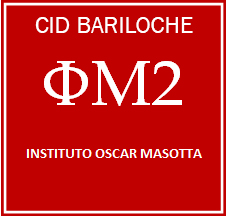 CID BARILOCHE
ΦM2
INSTITUTO OSCAR MASOTTA